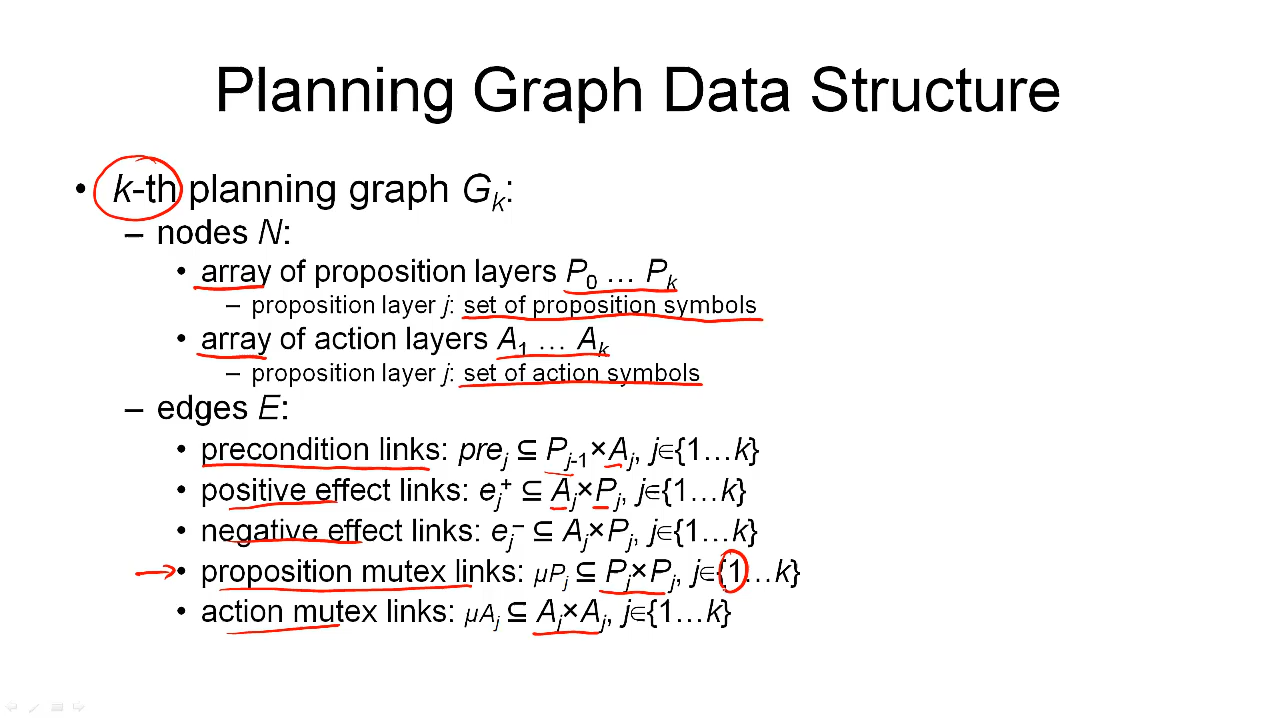 Planning Graph Data Structure
• k-th planning graph Gₖ:
– nodes N:
• array of proposition layers P₀ … Pₖ
– proposition layer j: set of proposition symbols
• array of action layers A₁ … Aₖ
– proposition layer j: set of action symbols
– edges E:
• precondition links: preⱼ ⊆ Pⱼ₋₁×Aⱼ, j∈{1…k}
• positive effect links: eⱼ⁺ ⊆ Aⱼ×Pⱼ, j∈{1…k}
• negative effect links: eⱼ⁻ ⊆ Aⱼ×Pⱼ, j∈{1…k}
• proposition mutex links: μPⱼ ⊆ Pⱼ×Pⱼ, j∈{1…k}
• action mutex links: μAⱼ ⊆ Aⱼ×Aⱼ, j∈{1…k}